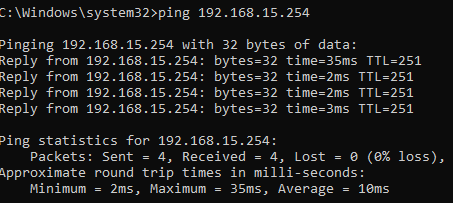 C:\Windows\system32>ping 192.168.15.254
Pinging 192.168.15.254 with 32 bytes of data:
Reply from 192.168.15.254: bytes=32 time=35ms TTL=251
Reply from 192.168.15.254: bytes=32 time=2ms TTL=251
Reply from 192.168.15.254: bytes=32 time=2ms TTL=251
Reply from 192.168.15.254: bytes=32 time=3ms TTL=251
Ping statistics for 192.168.15.254:
    Packets: Sent = 4, Received = 4, Lost = 0 (0% loss),
Approximate round trip times in milli-seconds:
    Minimum = 2ms, Maximum = 35ms, Average = 10ms